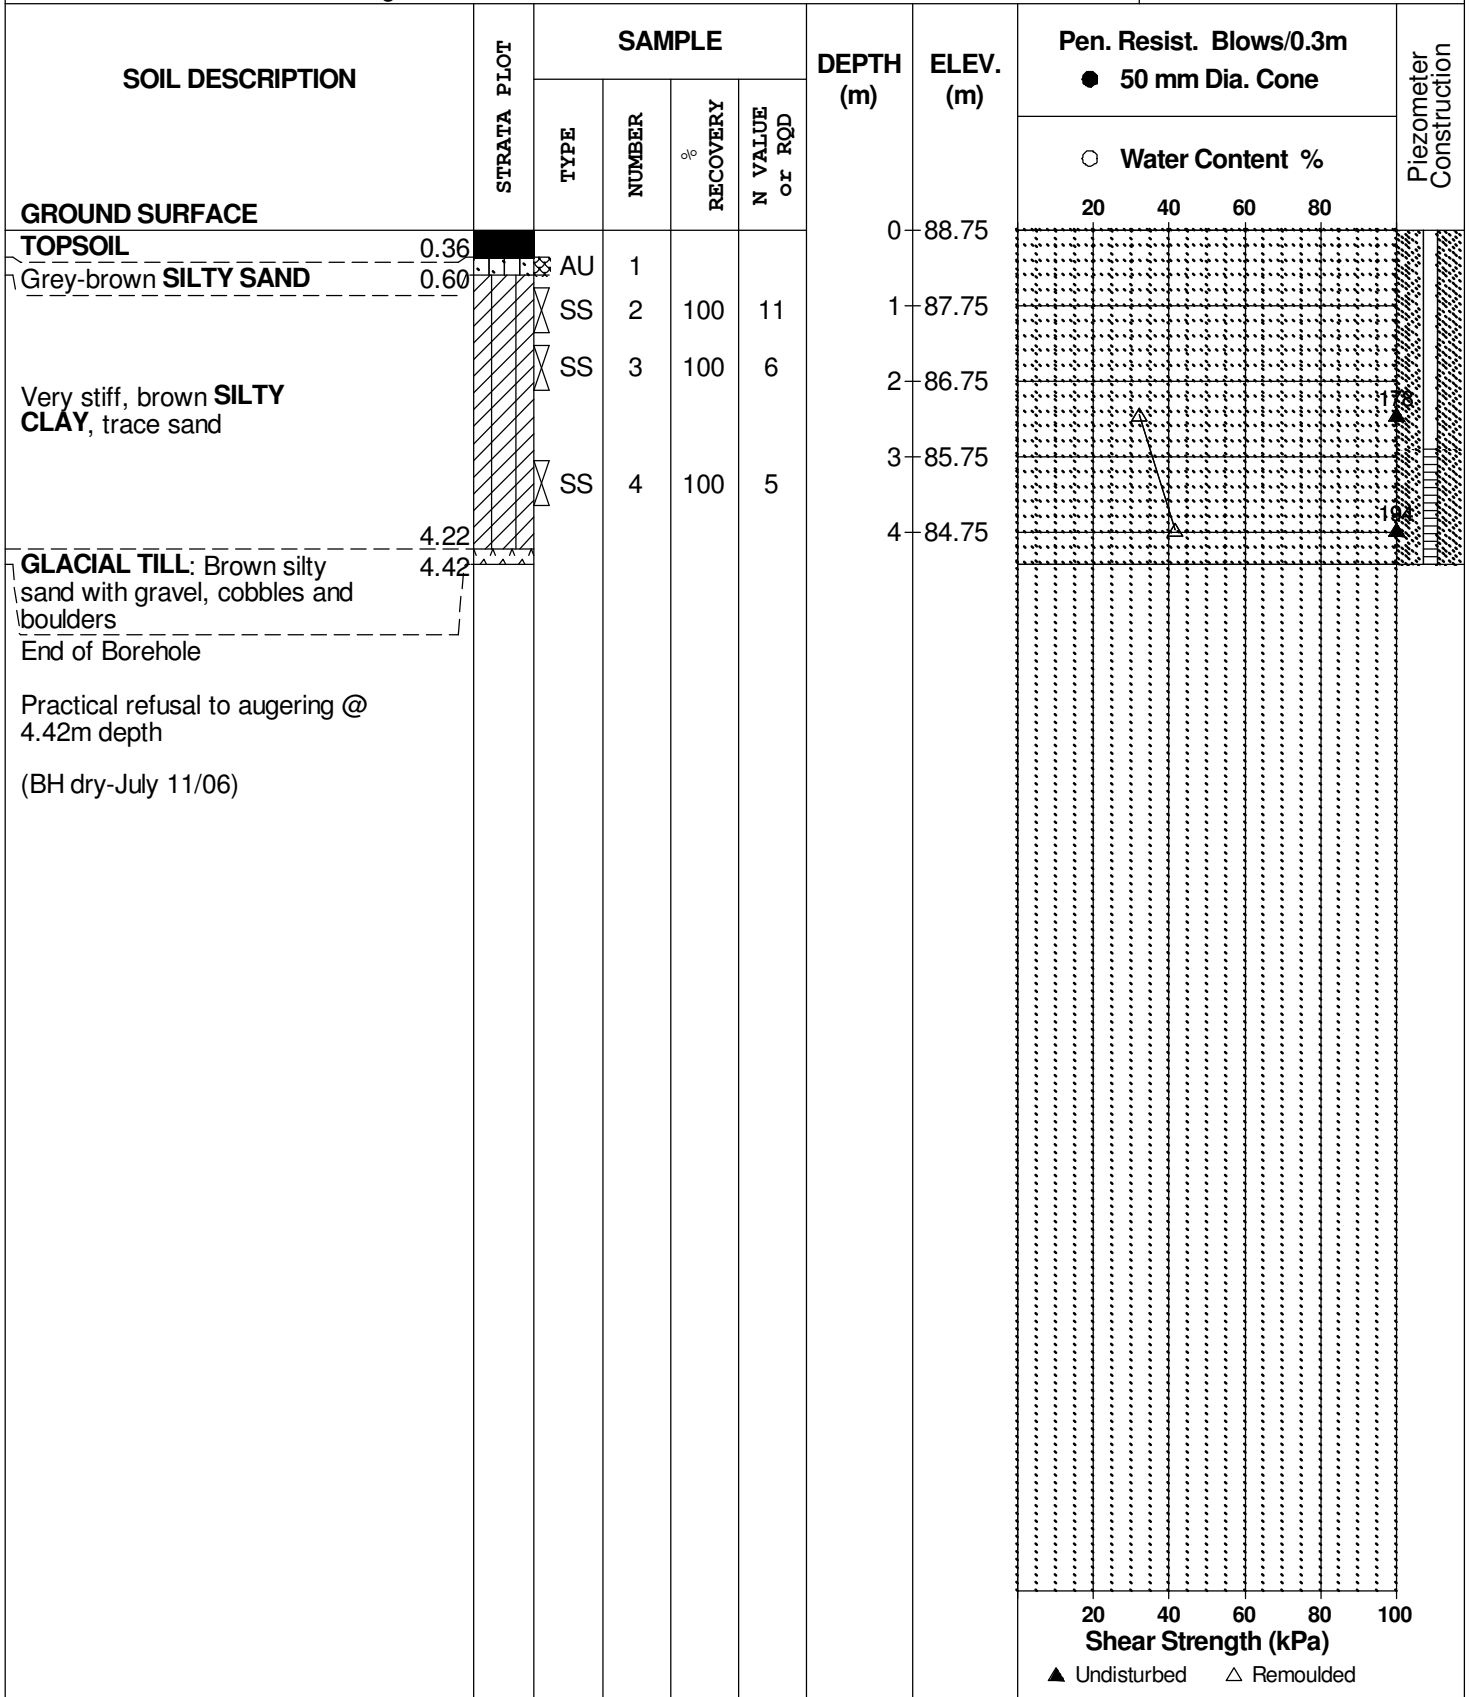 SOIL DESCRIPTION
STRATA PLOT
SAMPLE
TYPE
NUMBER
% RECOVERY
N VALUE or RQD
DEPTH (m)
ELEV. (m)
Pen. Resist. Blows/0.3m
● 50 mm Dia. Cone
○ Water Content %
20 40 60 80
Piezometer Construction
GROUND SURFACE
0 88.75
TOPSOIL 0.36
AU 1
Grey-brown SILTY SAND 0.60
SS 2 100 11
1 87.75
SS 3 100 6
2 86.75
Very stiff, brown SILTY
CLAY, trace sand
178
3 85.75
SS 4 100 5
194
4 84.75
4.22
GLACIAL TILL: Brown silty 4.42
sand with gravel, cobbles and
boulders
End of Borehole
Practical refusal to augering @
4.42m depth
(BH dry-July 11/06)
20 40 60 80 100
Shear Strength (kPa)
▲ Undisturbed △ Remoulded